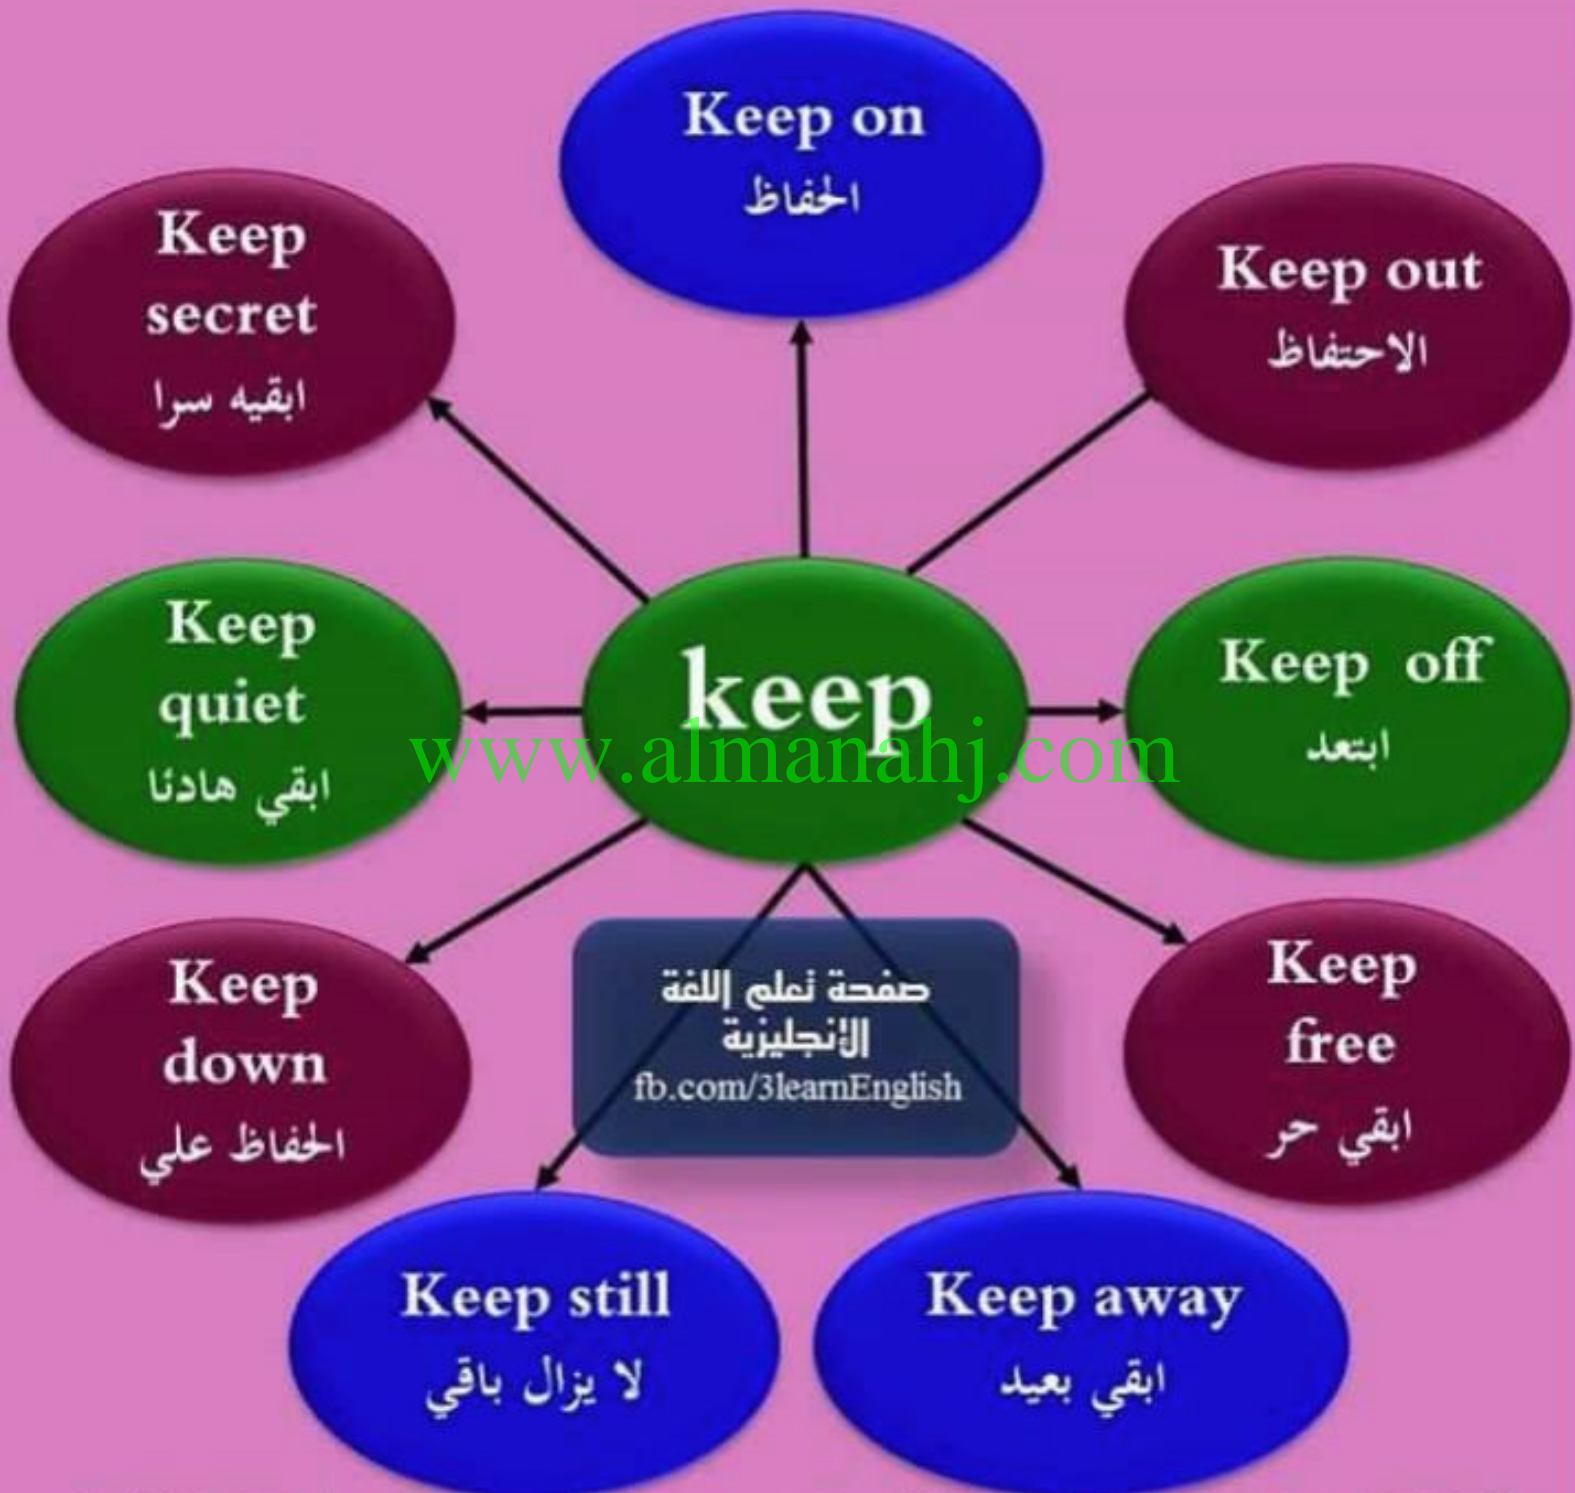 Keep on
الحفاظ
Keep
secret
ابقيه سرا
Keep out
الاحتفاظ
Keep
quiet
ابقي هادئا
keep
www.almanahj.com
Keep off
ابتعد
Keep
down
الحفاظ علي
صفحة تعلم اللغة
الإنجليزية
fb.com/3learnEnglish
Keep
free
ابقي حر
Keep still
لا يزال باقي
Keep away
ابقي بعيد